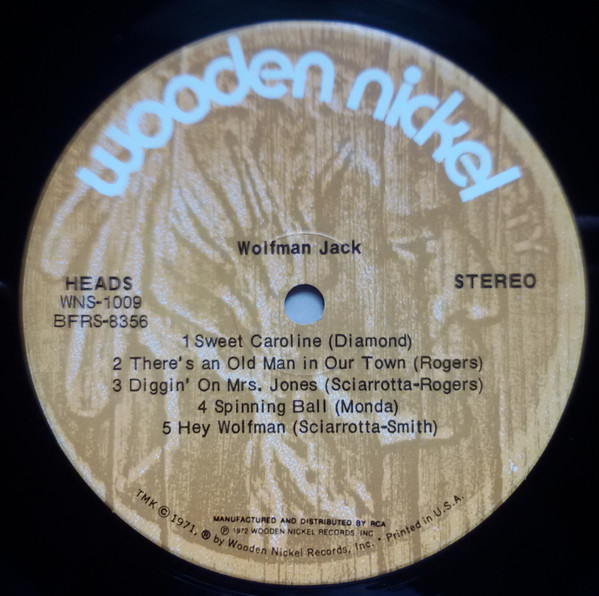 wooden nickel
Wolfman Jack
HEADS
STEREO
WNS-1009
BFRS-8356
1 Sweet Caroline (Diamond)
2 There's an Old Man in Our Town (Rogers)
3 Diggin' On Mrs. Jones (Sciarrotta-Rogers)
4 Spinning Ball (Monda)
5 Hey Wolfman (Sciarrotta-Smith)
MANUFACTURED AND DISTRIBUTED BY RCA
℗ 1972 WOODEN NICKEL RECORDS, INC
TMK © 1971, ® by Wooden Nickel Records, Inc. • Printed in U.S.A.